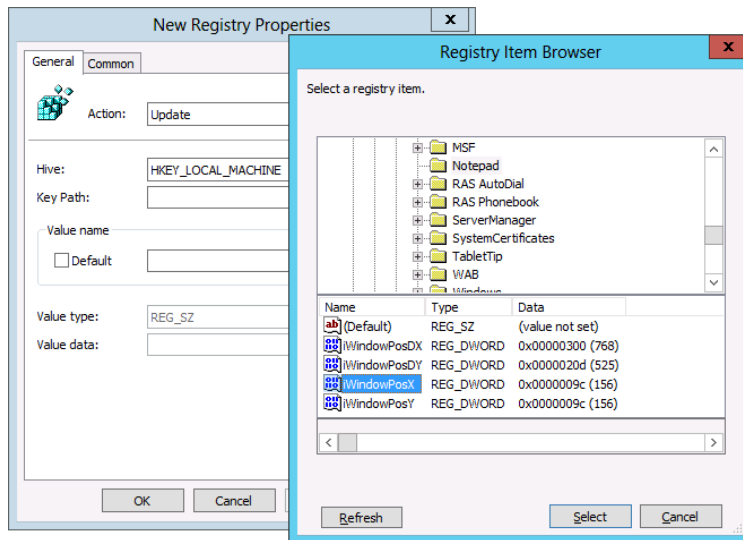 New Registry Properties
x
General Common
Action: Update
Hive: HKEY_LOCAL_MACHINE
Key Path:
Value name
Default
Value type: REG_SZ
Value data:
OK Cancel
Registry Item Browser
x
Select a registry item.
MSF
Notepad
RAS AutoDial
RAS Phonebook
ServerManager
SystemCertificates
TabletTip
WAB
Windows
Name Type Data
(Default) REG_SZ (value not set)
iWindowPosDX REG_DWORD 0x00000300 (768)
iWindowPosDY REG_DWORD 0x0000020d (525)
iWindowPosX REG_DWORD 0x0000009c (156)
iWindowPosY REG_DWORD 0x0000009c (156)
Refresh Select Cancel